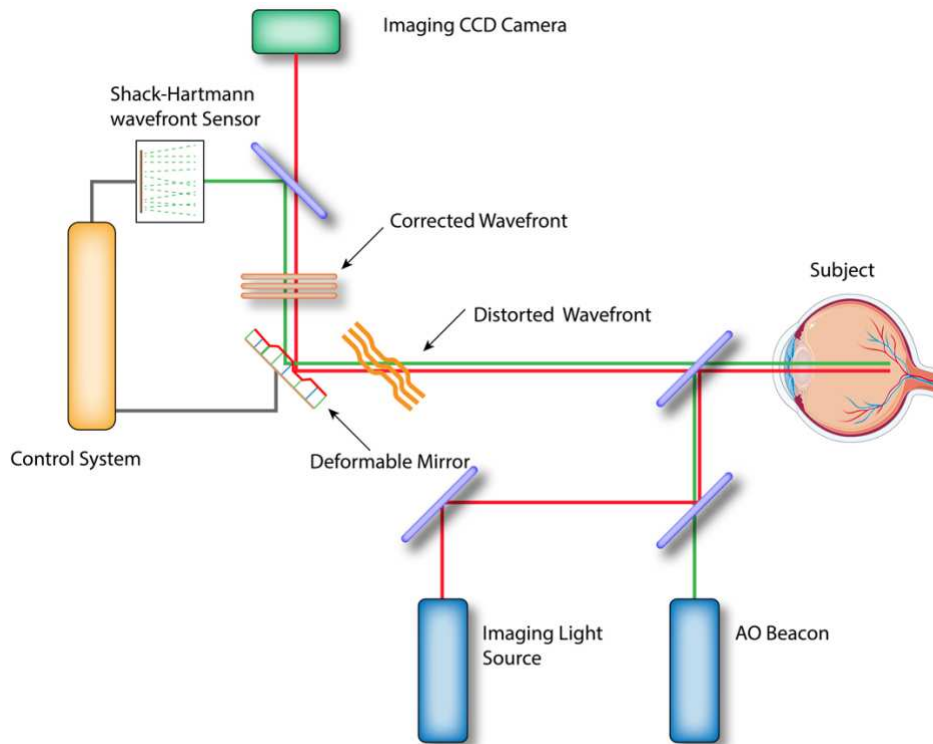 Imaging CCD Camera
Shack-Hartmann
wavefront Sensor
Corrected Wavefront
Subject
Distorted Wavefront
Control System
Deformable Mirror
Imaging Light
Source
AO Beacon